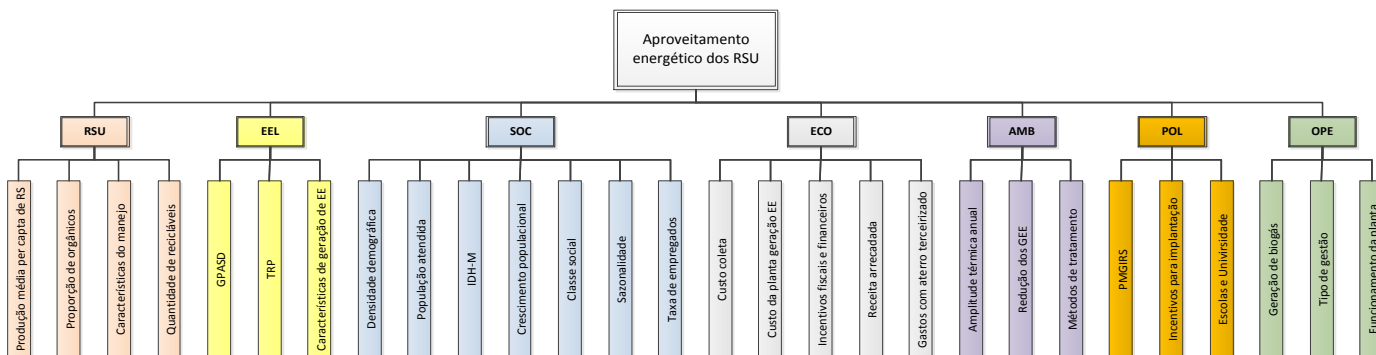 Aproveitamento
energético dos RSU
RSU
EEL
SOC
ECO
AMB
POL
OPE
Produção média per capta de RS
Proporção de orgânicos
Características do manejo
Quantidade de recicláveis
GPASD
TRP
Características de geração de EE
Densidade demográfica
População atendida
IDH-M
Crescimento populacional
Classe social
Sazonalidade
Taxa de empregados
Custo coleta
Custo da planta geração EE
Incentivos fiscais e financeiros
Receita arrecadada
Gastos com aterro terceirizado
Amplitude térmica anual
Redução dos GEE
Métodos de tratamento
PMGIRS
Incentivos para implantação
Escolas e Univirsidade
Geração de biogás
Tipo de gestão
Funcionamento da planta